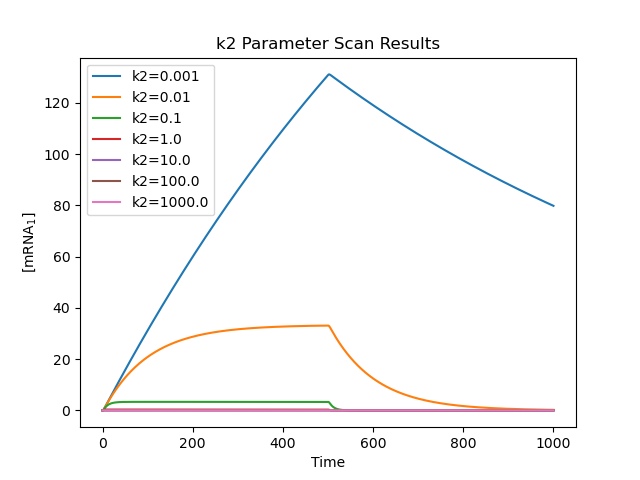 k2 Parameter Scan Results
k2=0.001
k2=0.01
k2=0.1
k2=1.0
k2=10.0
k2=100.0
k2=1000.0
120
100
80
60
40
20
0
[mRNA₁]
0 200 400 600 800 1000
Time